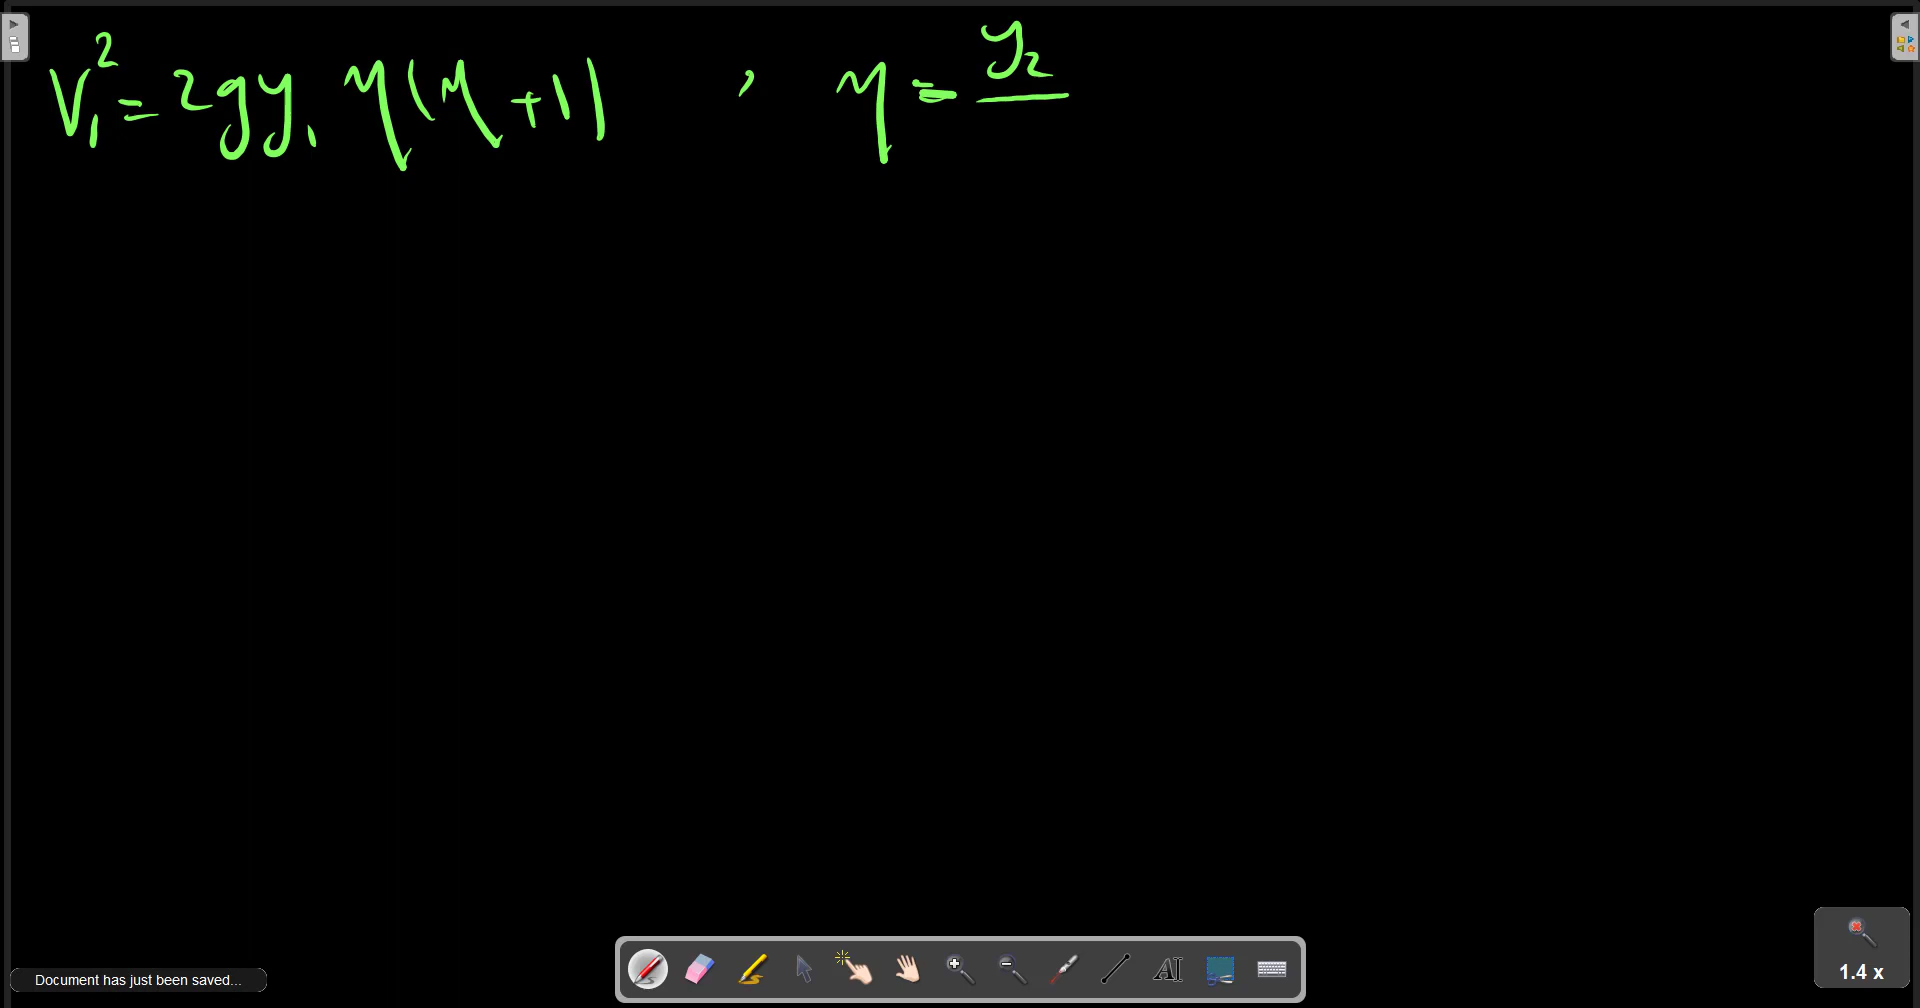 V₁² = 2gy₁ η(η+1) , η = y₂/
Document has just been saved...
1.4 x